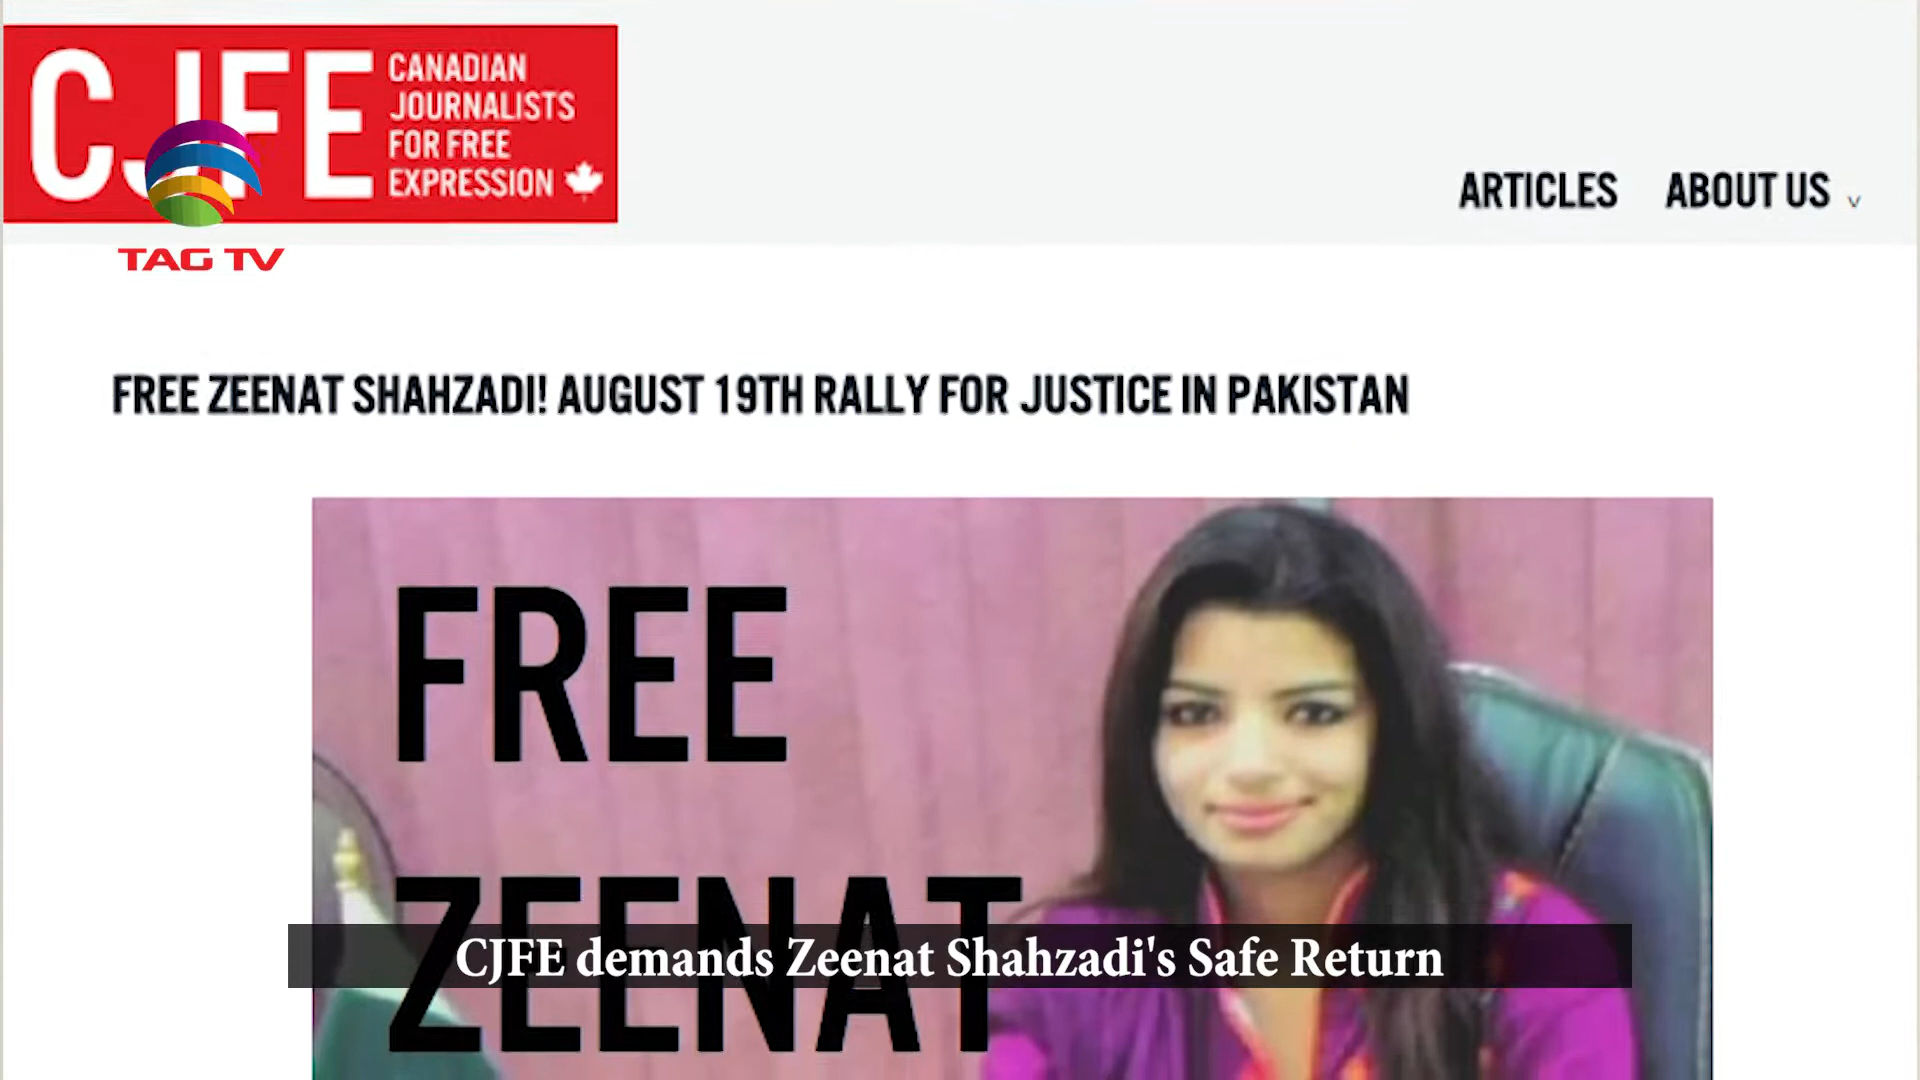 CJFE
CANADIAN
JOURNALISTS
FOR FREE
EXPRESSION
TAG TV
ARTICLES
ABOUT US v
FREE ZEENAT SHAHZADI! AUGUST 19TH RALLY FOR JUSTICE IN PAKISTAN
FREE
ZEENAT
CJFE demands Zeenat Shahzadi's Safe Return